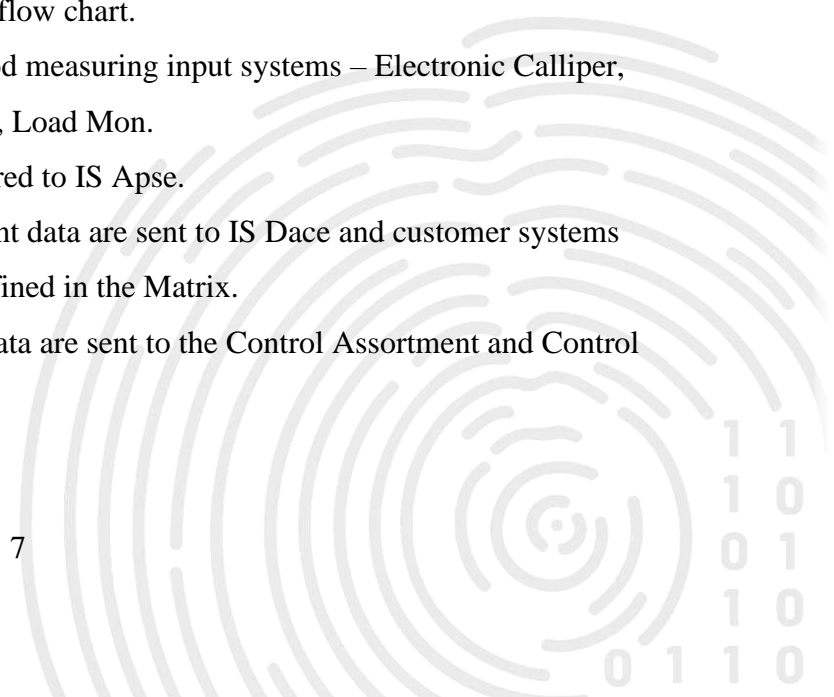 flow chart.
od measuring input systems – Electronic Calliper,
, Load Mon.
red to IS Apse.
nt data are sent to IS Dace and customer systems
fined in the Matrix.
ata are sent to the Control Assortment and Control
1 1
1 0
7
0 1
1 0
0 1 1 0